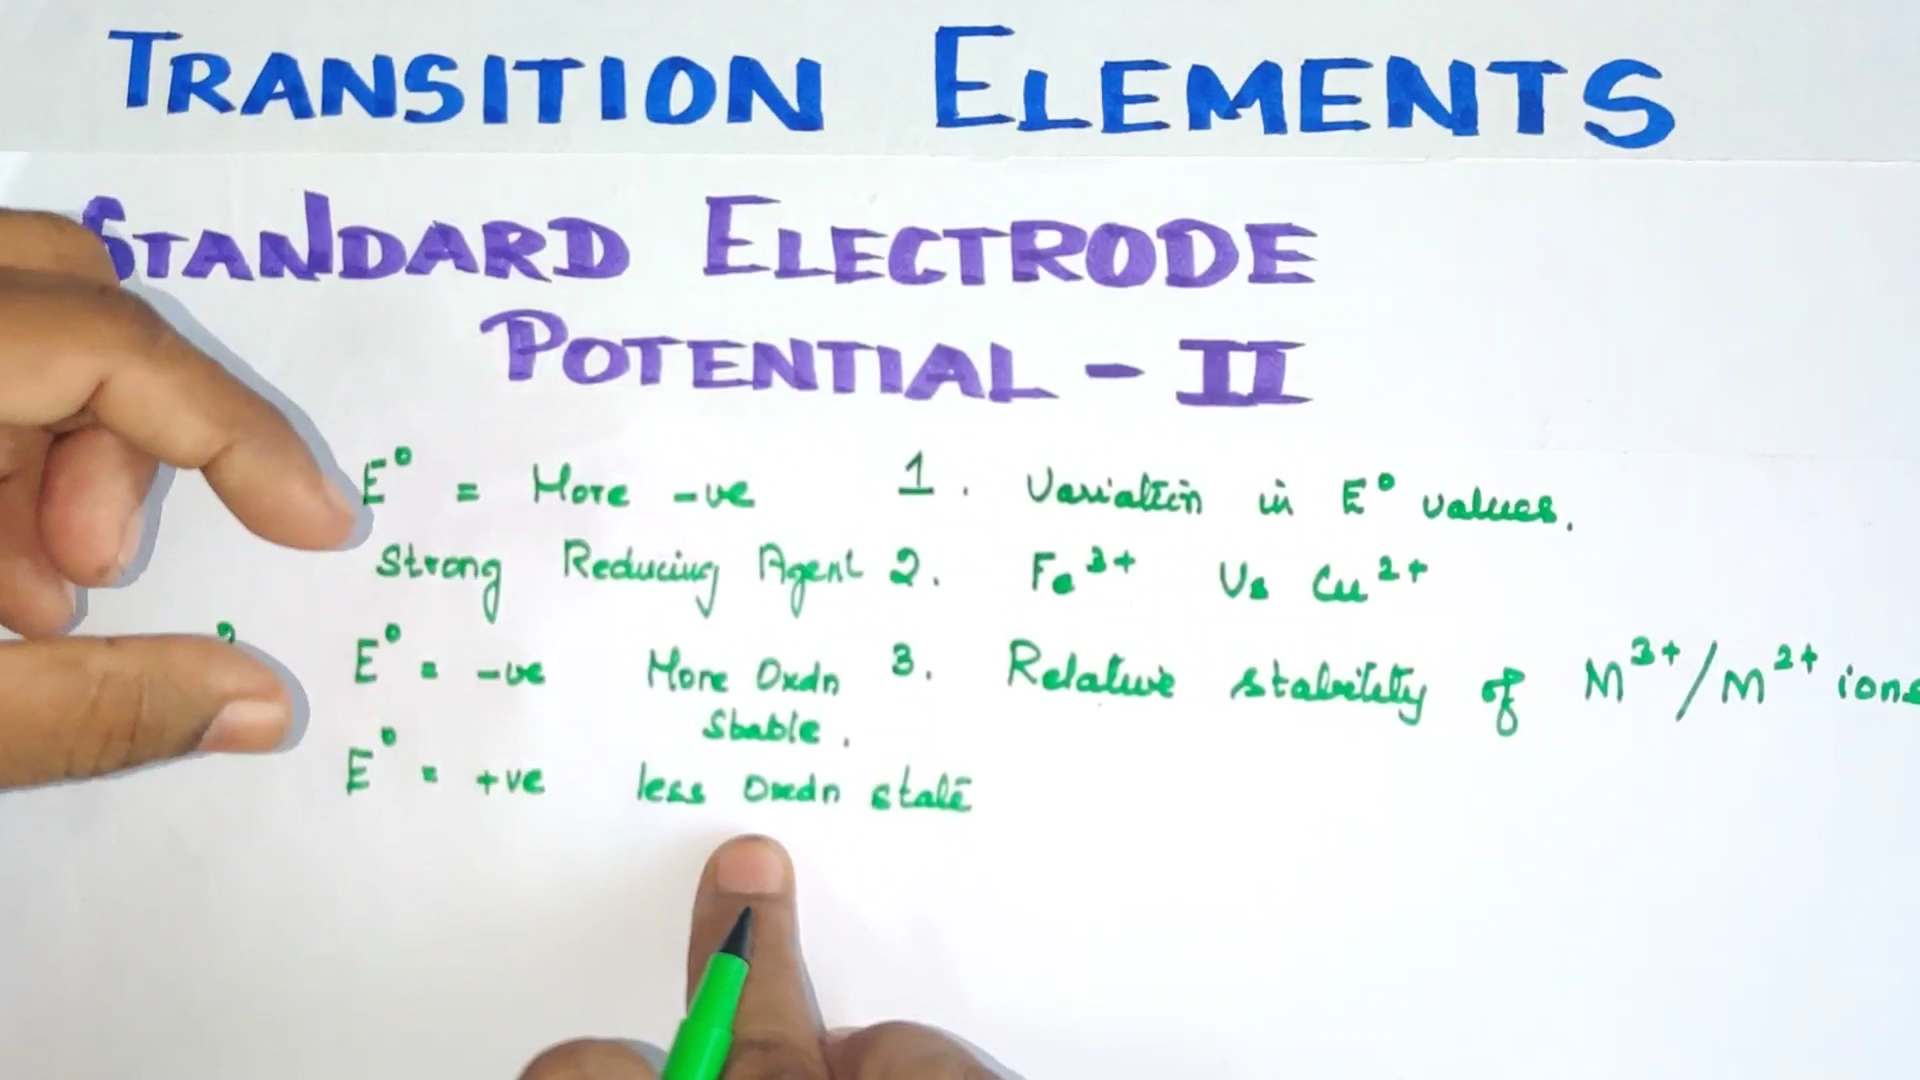 TRANSITION ELEMENTS
STANDARD ELECTRODE
POTENTIAL - II
E° = More -ve
Strong Reducing Agent
E° = -ve More Oxdn
Stable.
E° = +ve less Oxdn state
1. Variation in E° values.
2. Fe³⁺ Vs Cu²⁺
3. Relative stability of M³⁺/M²⁺ ions